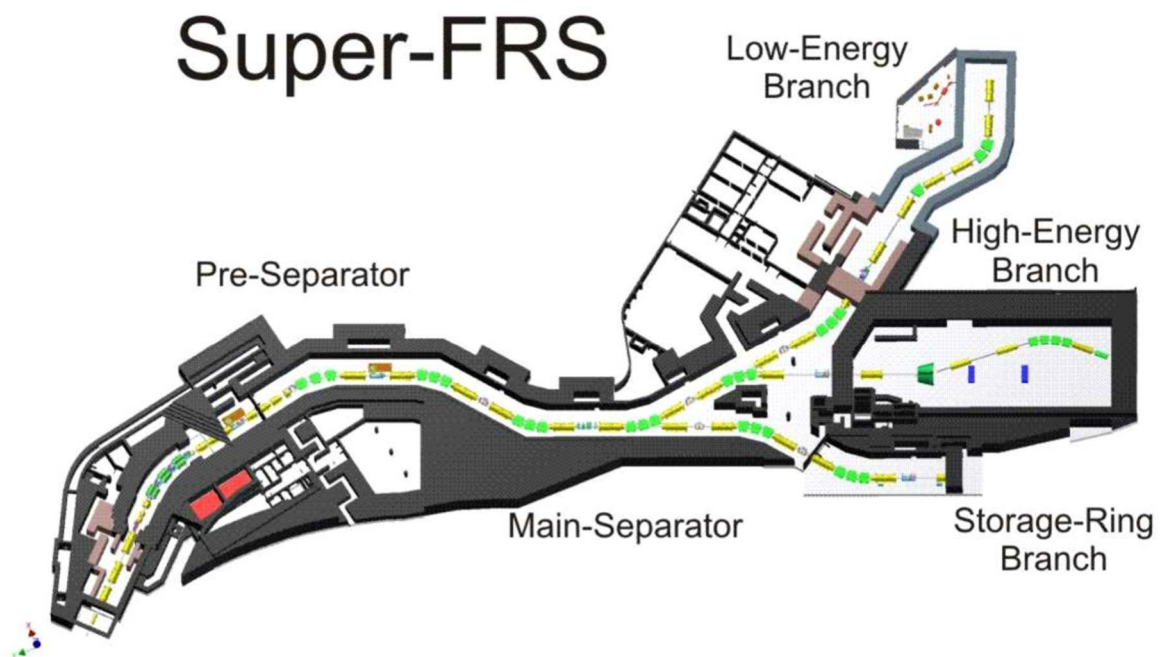 Super-FRS
Low-Energy
Branch
High-Energy
Branch
Pre-Separator
Main-Separator
Storage-Ring
Branch